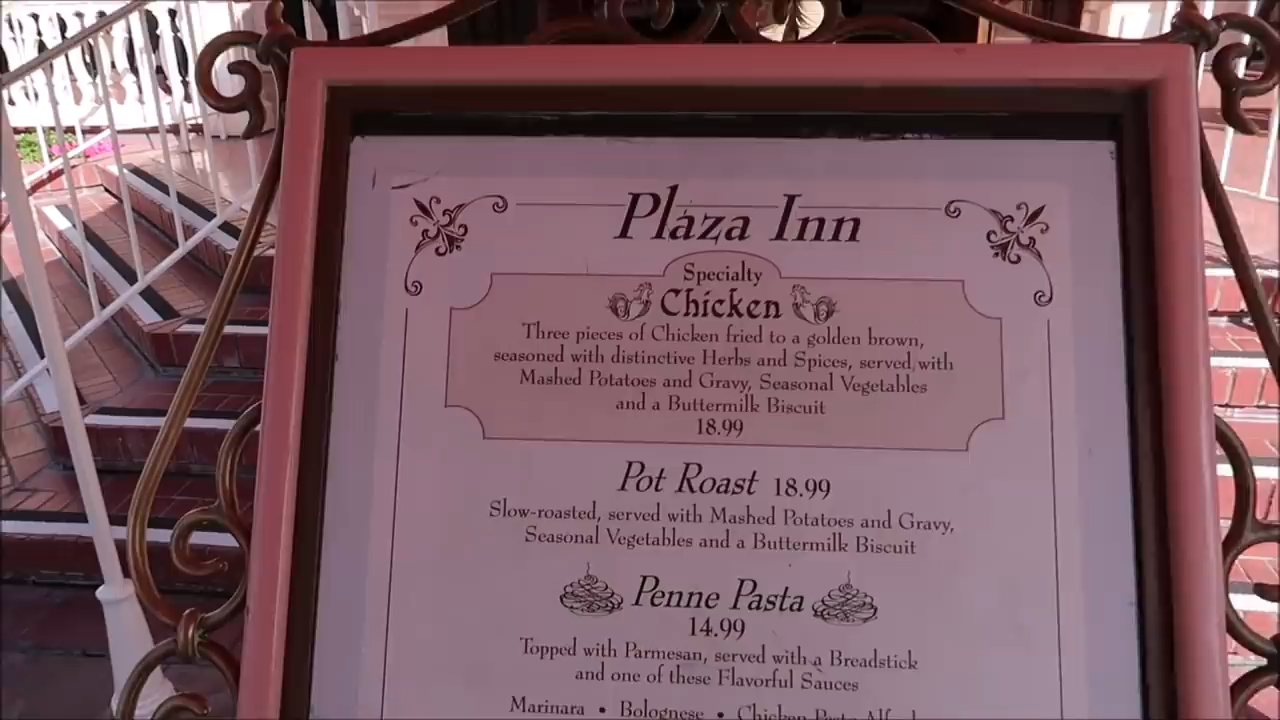 Plaza Inn
Specialty
Chicken
Three pieces of Chicken fried to a golden brown,
seasoned with distinctive Herbs and Spices, served with
Mashed Potatoes and Gravy, Seasonal Vegetables
and a Buttermilk Biscuit
18.99
Pot Roast 18.99
Slow-roasted, served with Mashed Potatoes and Gravy,
Seasonal Vegetables and a Buttermilk Biscuit
Penne Pasta
14.99
Topped with Parmesan, served with a Breadstick
and one of these Flavorful Sauces
Marinara • Bolognese • Chicken Pesto